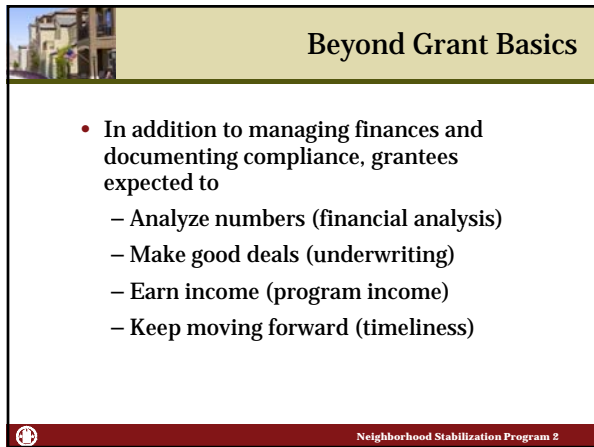 Beyond Grant Basics
• In addition to managing finances and
documenting compliance, grantees
expected to
– Analyze numbers (financial analysis)
– Make good deals (underwriting)
– Earn income (program income)
– Keep moving forward (timeliness)
Neighborhood Stabilization Program 2